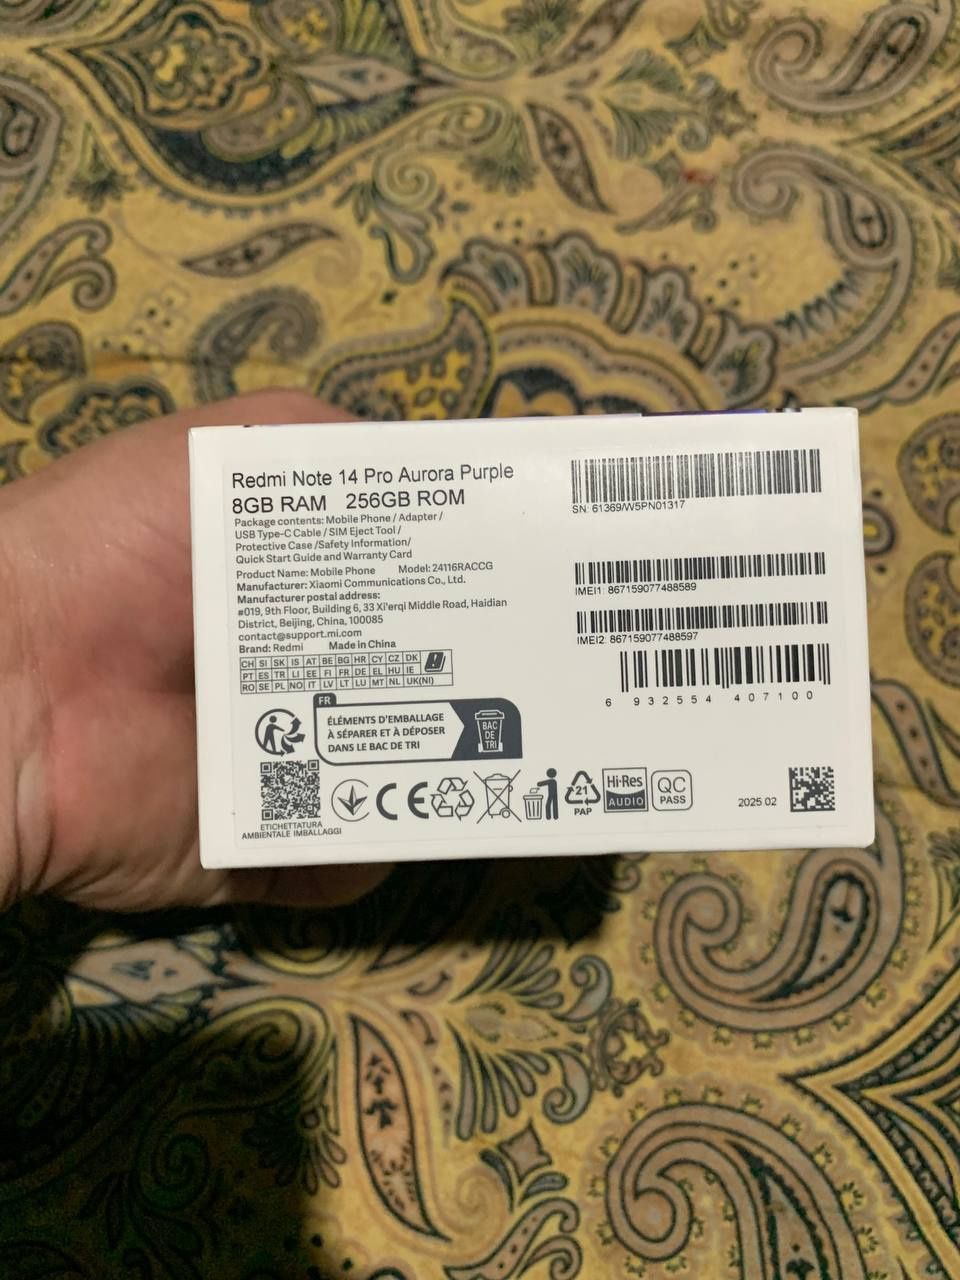 Redmi Note 14 Pro Aurora Purple
8GB RAM 256GB ROM
Package contents: Mobile Phone / Adapter /
USB Type-C Cable / SIM Eject Tool /
Protective Case /Safety Information/
Quick Start Guide and Warranty Card
Product Name: Mobile Phone Model: 24116RACCG
Manufacturer: Xiaomi Communications Co., Ltd.
Manufacturer postal address:
#019, 9th Floor, Building 6, 33 Xi'erqi Middle Road, Haidian
District, Beijing, China, 100085
contact@support.mi.com
Brand: Redmi Made in China
CH SI SK IS AT BE BG HR CY CZ DK
PT ES TR LI EE FI FR DE EL HU IE
RO SE PL NO IT LV LT LU MT NL UK(NI)
FR
ÉLÉMENTS D'EMBALLAGE
À SÉPARER ET À DÉPOSER
DANS LE BAC DE TRI
BAC
DE
TRI
ETICHETTATURA
AMBIENTALE IMBALLAGGI
CE
21
PAP
Hi-Res
AUDIO
QC
PASS
2025 02
SN: 61369/W5PN01317
IMEI1: 867159077488589
IMEI2: 867159077488597
6 932554 407100